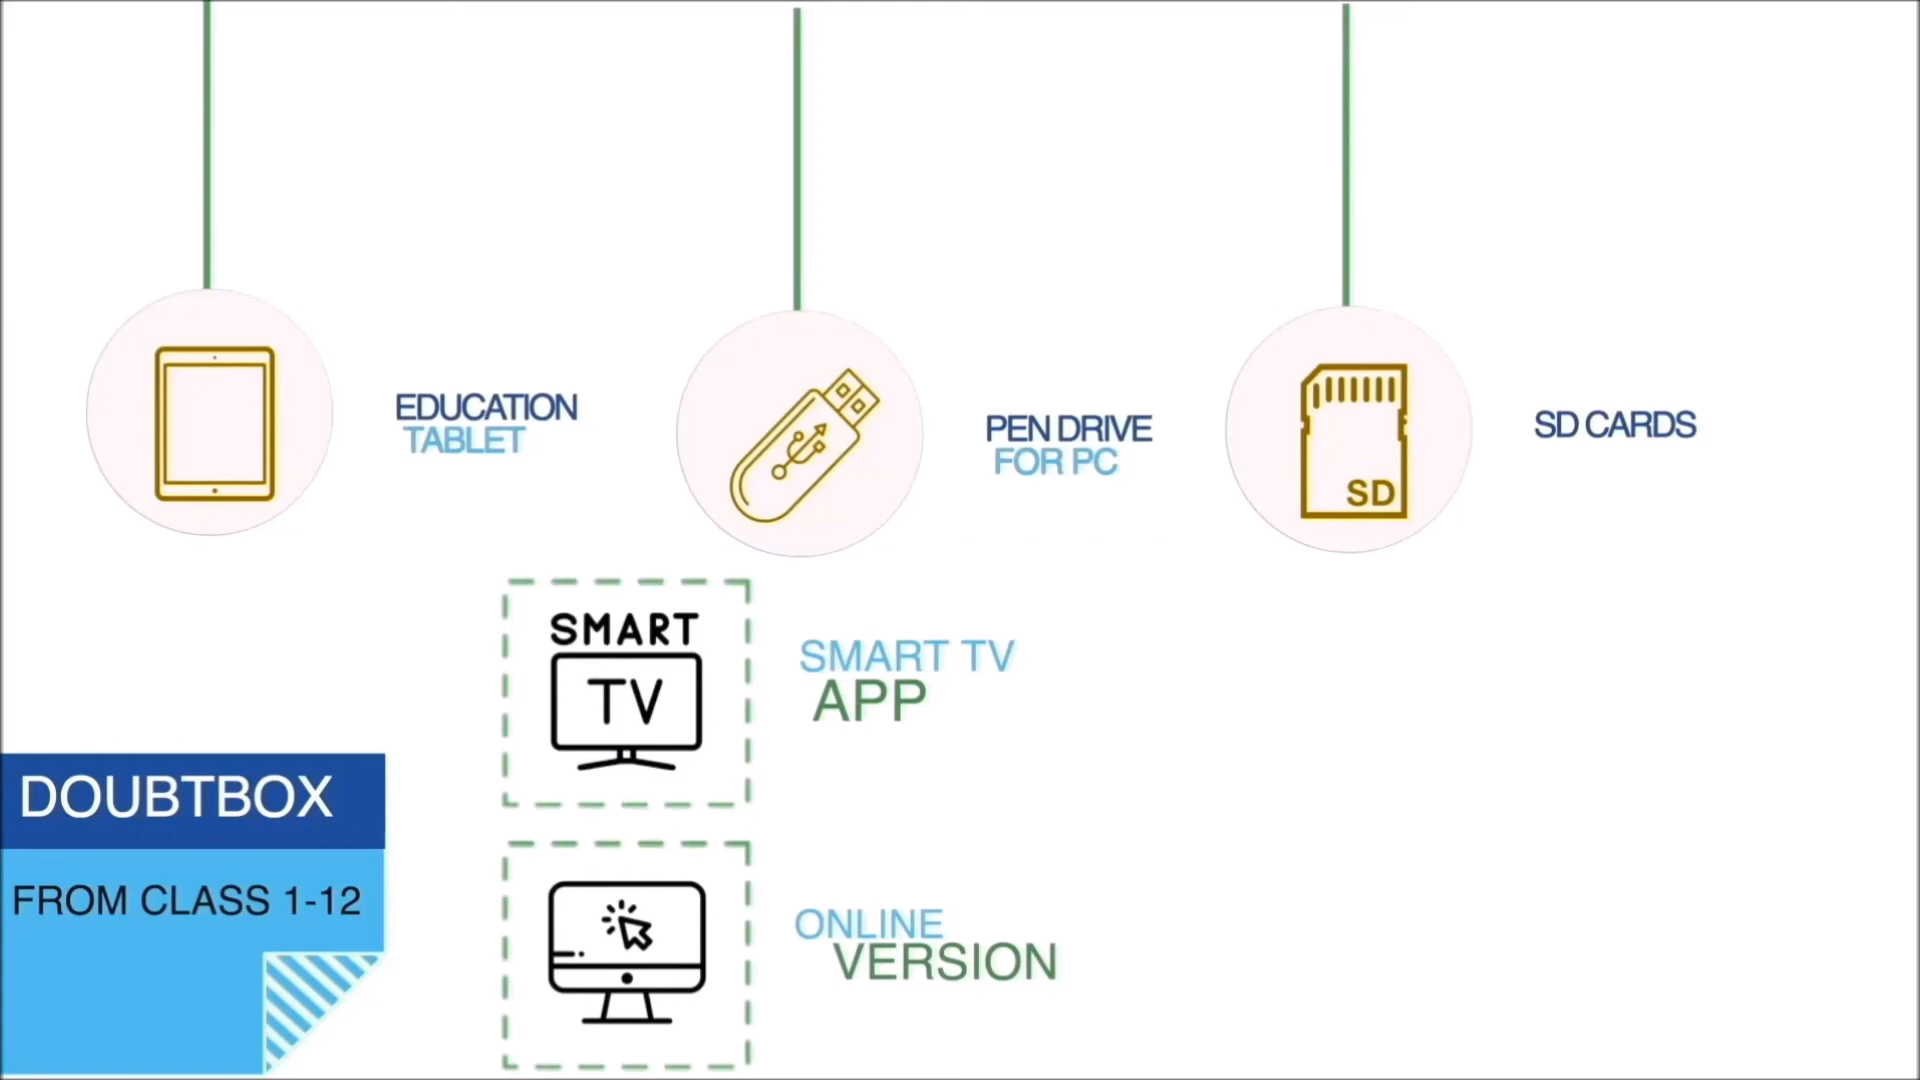 EDUCATION
TABLET
PEN DRIVE
FOR PC
SD
SD CARDS
SMART
TV
SMART TV
APP
DOUBTBOX
FROM CLASS 1-12
ONLINE
VERSION